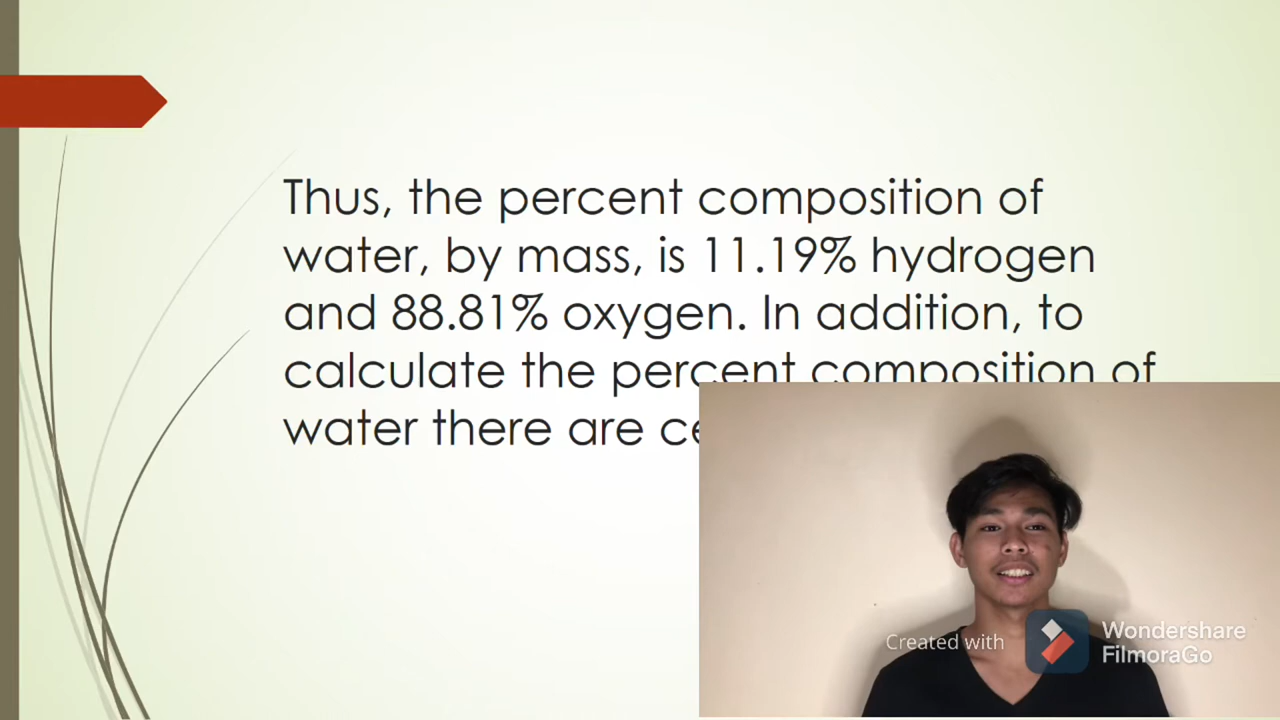 Thus, the percent composition of
water, by mass, is 11.19% hydrogen
and 88.81% oxygen. In addition, to
calculate the percent composition of
water there are
Created with
Wondershare
FilmoraGo